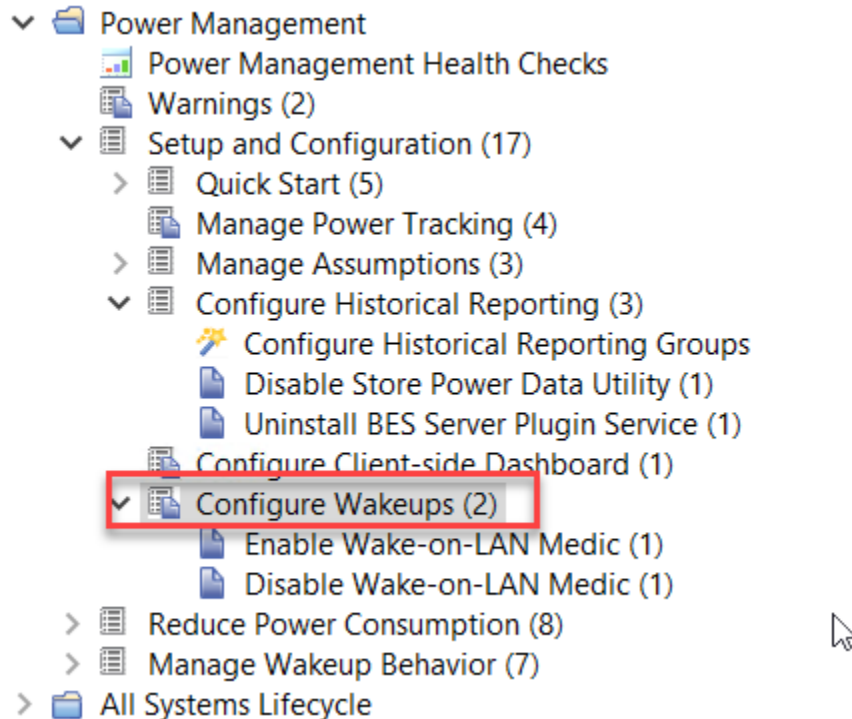 Power Management
Power Management Health Checks
Warnings (2)
Setup and Configuration (17)
Quick Start (5)
Manage Power Tracking (4)
Manage Assumptions (3)
Configure Historical Reporting (3)
Configure Historical Reporting Groups
Disable Store Power Data Utility (1)
Uninstall BES Server Plugin Service (1)
Configure Client-side Dashboard (1)
Configure Wakeups (2)
Enable Wake-on-LAN Medic (1)
Disable Wake-on-LAN Medic (1)
Reduce Power Consumption (8)
Manage Wakeup Behavior (7)
All Systems Lifecycle